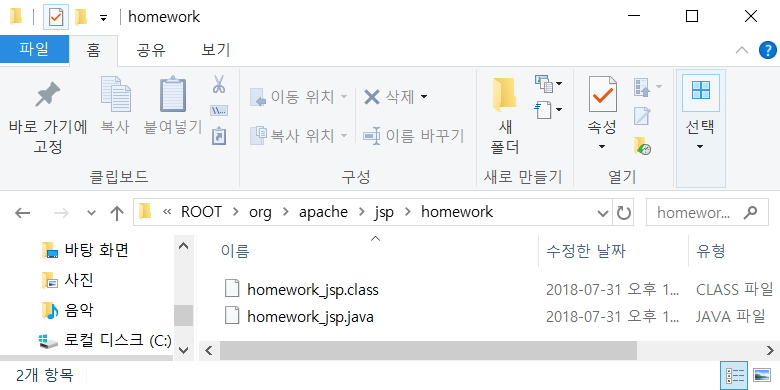 homework
파일 홈 공유 보기
바로 가기에 고정
복사
붙여넣기
클립보드
이동 위치
복사 위치
삭제
이름 바꾸기
구성
새 폴더
새로 만들기
속성
열기
선택
« ROOT > org > apache > jsp > homework
homewor...
바탕 화면
사진
음악
로컬 디스크 (C:)
이름 수정한 날짜 유형
homework_jsp.class 2018-07-31 오후 1... CLASS 파일
homework_jsp.java 2018-07-31 오후 1... JAVA 파일
2개 항목